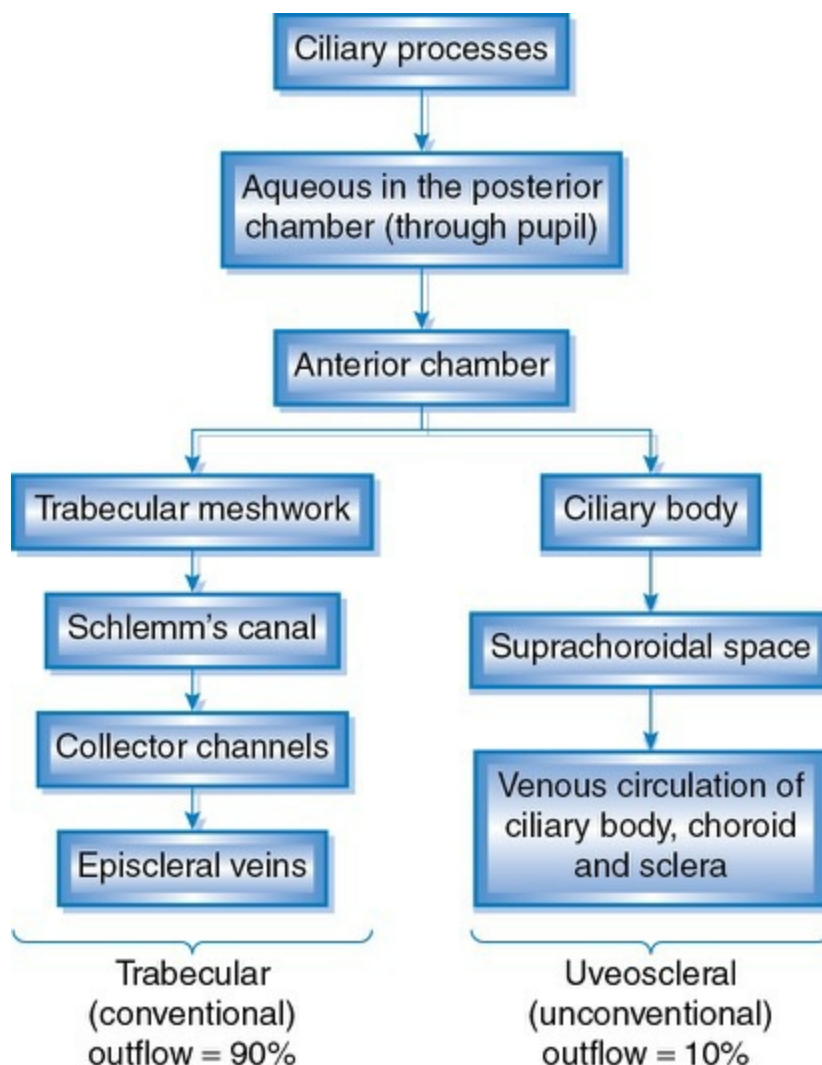 Ciliary processes
Aqueous in the posterior
chamber (through pupil)
Anterior chamber
Trabecular meshwork
Schlemm's canal
Collector channels
Episcleral veins
Trabecular
(conventional)
outflow = 90%
Ciliary body
Suprachoroidal space
Venous circulation of
ciliary body, choroid
and sclera
Uveoscleral
(unconventional)
outflow = 10%